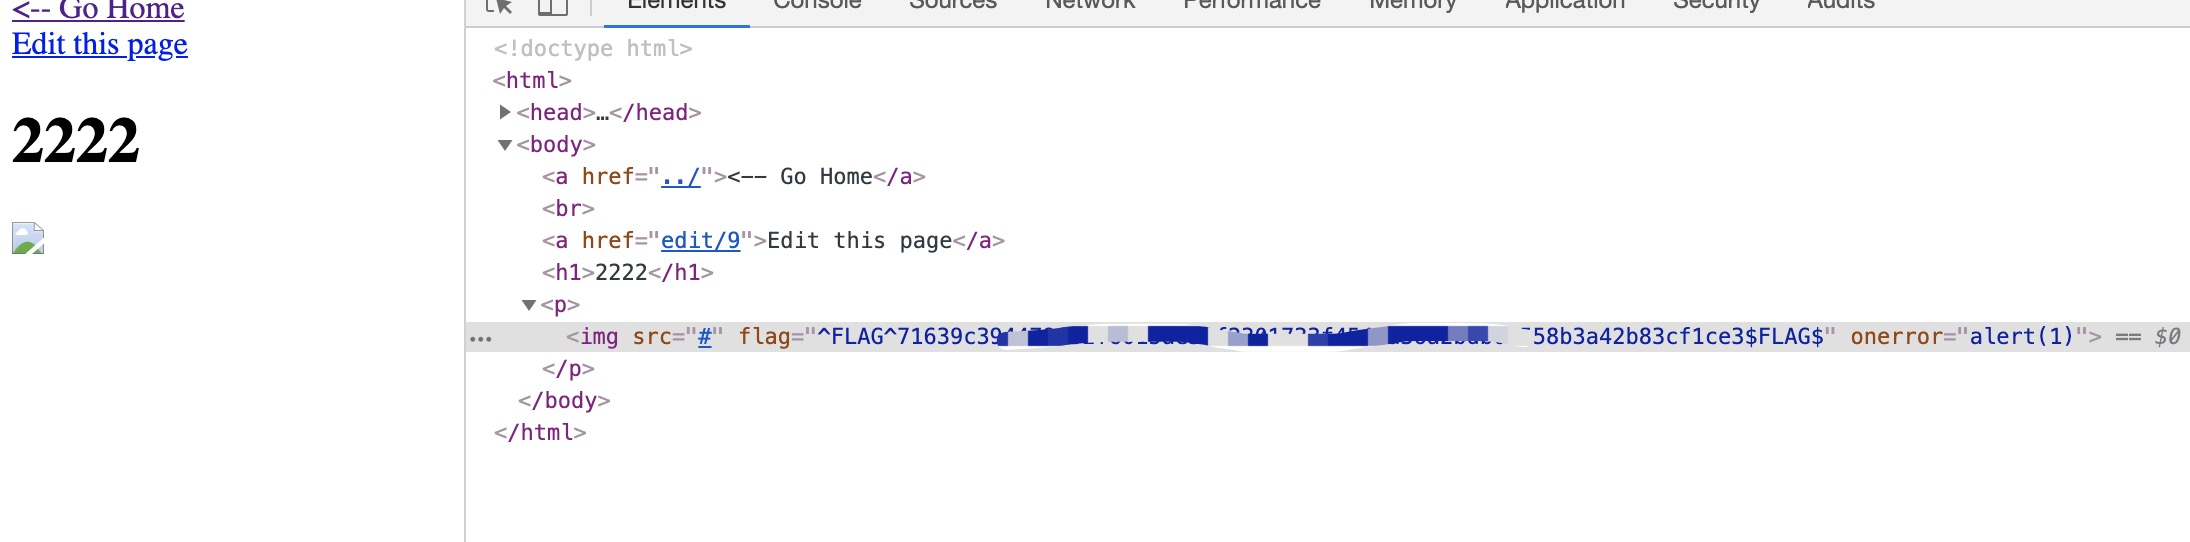 <-- Go Home
Edit this page
2222
Elements Console Sources Network Performance Memory Application Security Audits
<!doctype html>
<html>
<head>…</head>
<body>
<a href="../"><-- Go Home</a>
<br>
<a href="edit/9">Edit this page</a>
<h1>2222</h1>
<p>
… <img src="#" flag="^FLAG^71639c39 58b3a42b83cf1ce3$FLAG$" onerror="alert(1)"> == $0
</p>
</body>
</html>